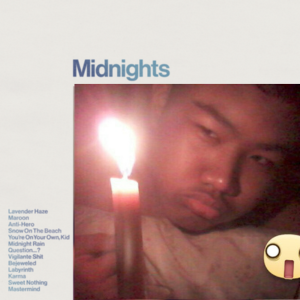 Midnights
Lavender Haze
Maroon
Anti-Hero
Snow On The Beach
You're On Your Own, Kid
Midnight Rain
Question...?
Vigilante Shit
Bejeweled
Labyrinth
Karma
Sweet Nothing
Mastermind